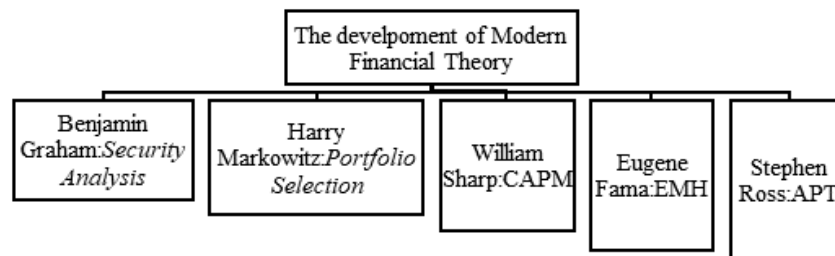 The develpoment of Modern
Financial Theory
Benjamin
Graham:Security
Analysis
Harry
Markowitz:Portfolio
Selection
William
Sharp:CAPM
Eugene
Fama:EMH
Stephen
Ross:APT